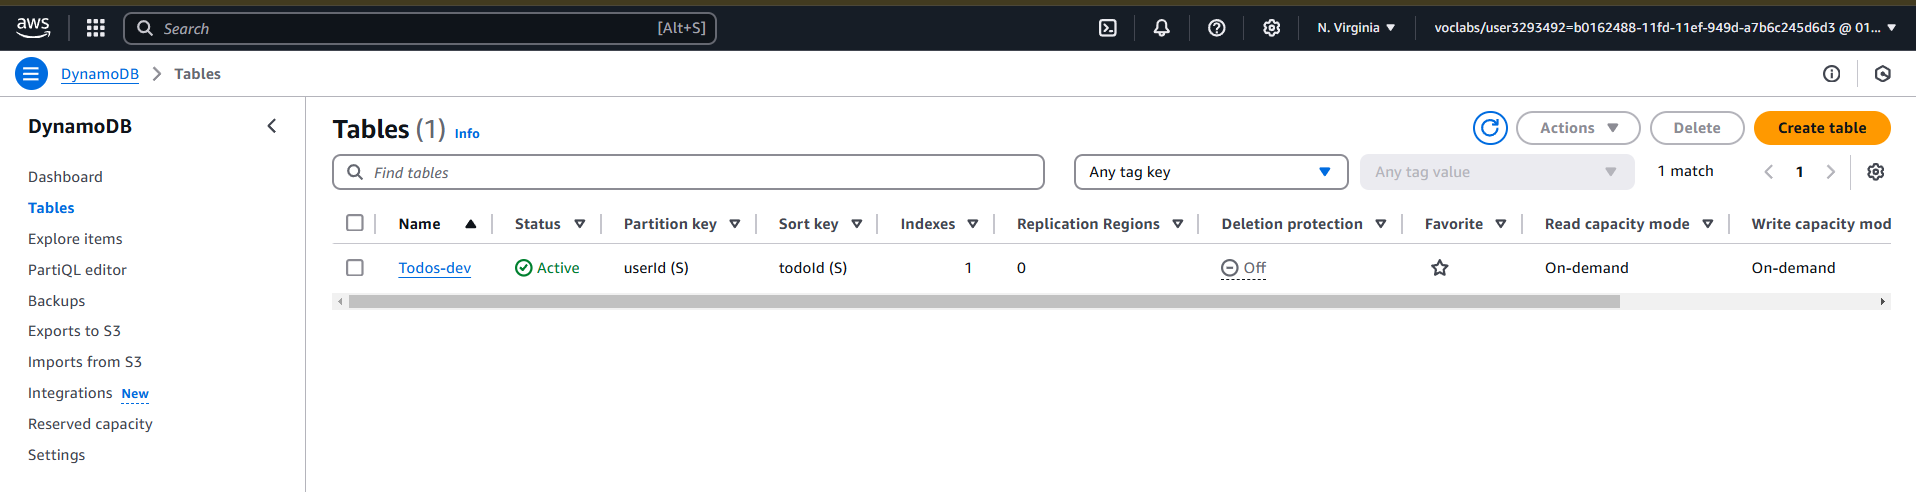 aws
Search [Alt+S]
N. Virginia
voclabs/user3293492=b0162488-11fd-11ef-949d-a7b6c245d6d3 @ 01...
DynamoDB Tables
DynamoDB
Dashboard
Tables
Explore items
PartiQL editor
Backups
Exports to S3
Imports from S3
Integrations New
Reserved capacity
Settings
Tables (1) Info
Actions Delete Create table
Find tables
Any tag key
Any tag value
1 match
1
Name Status Partition key Sort key Indexes Replication Regions Deletion protection Favorite Read capacity mode Write capacity mod
Todos-dev Active userId (S) todoId (S) 1 0 Off On-demand On-demand